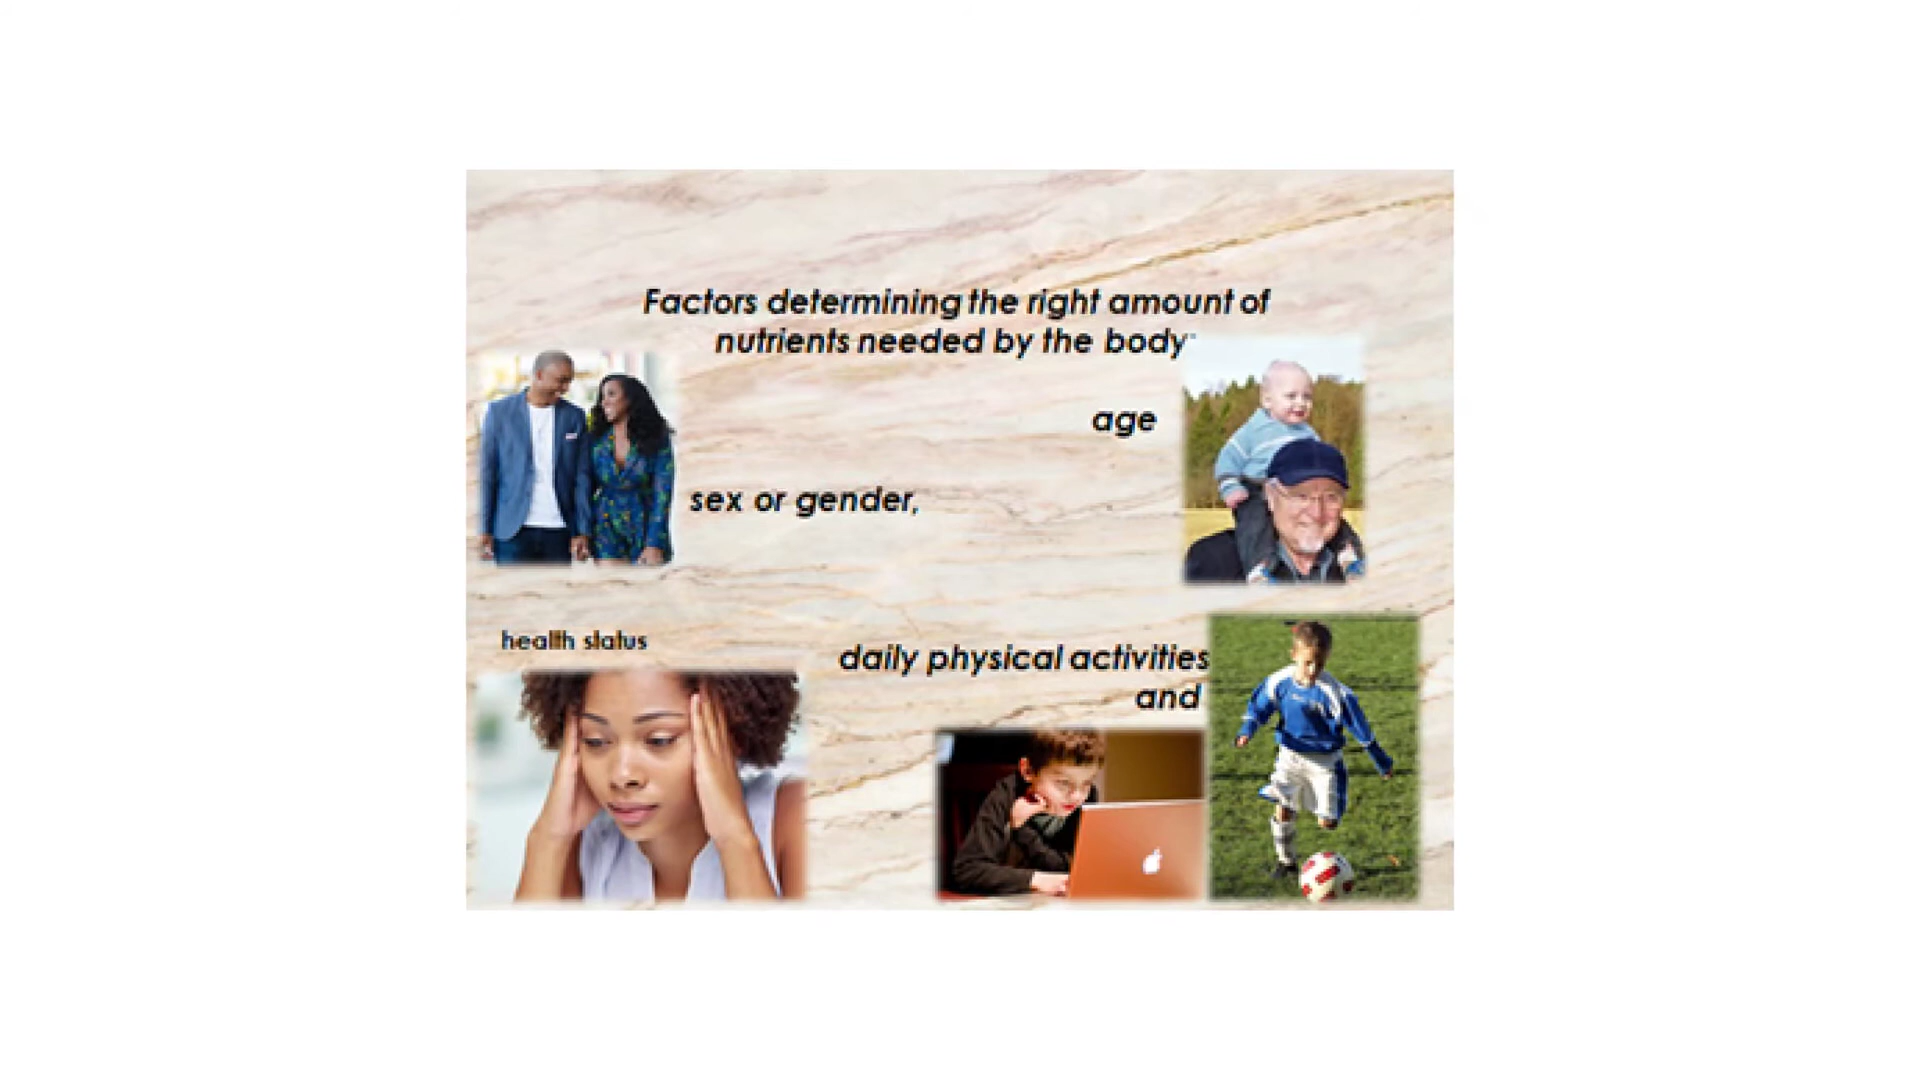 Factors determining the right amount of
nutrients needed by the body
age
sex or gender,
health status
daily physical activities
and